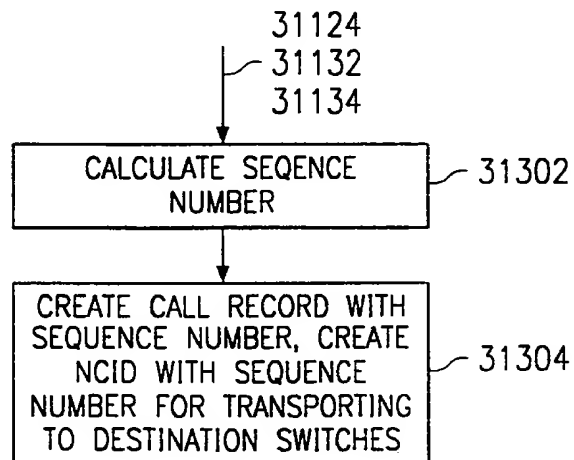 31124
31132
31134
CALCULATE SEQENCE
NUMBER
31302
CREATE CALL RECORD WITH
SEQUENCE NUMBER, CREATE
NCID WITH SEQUENCE
NUMBER FOR TRANSPORTING
TO DESTINATION SWITCHES
31304